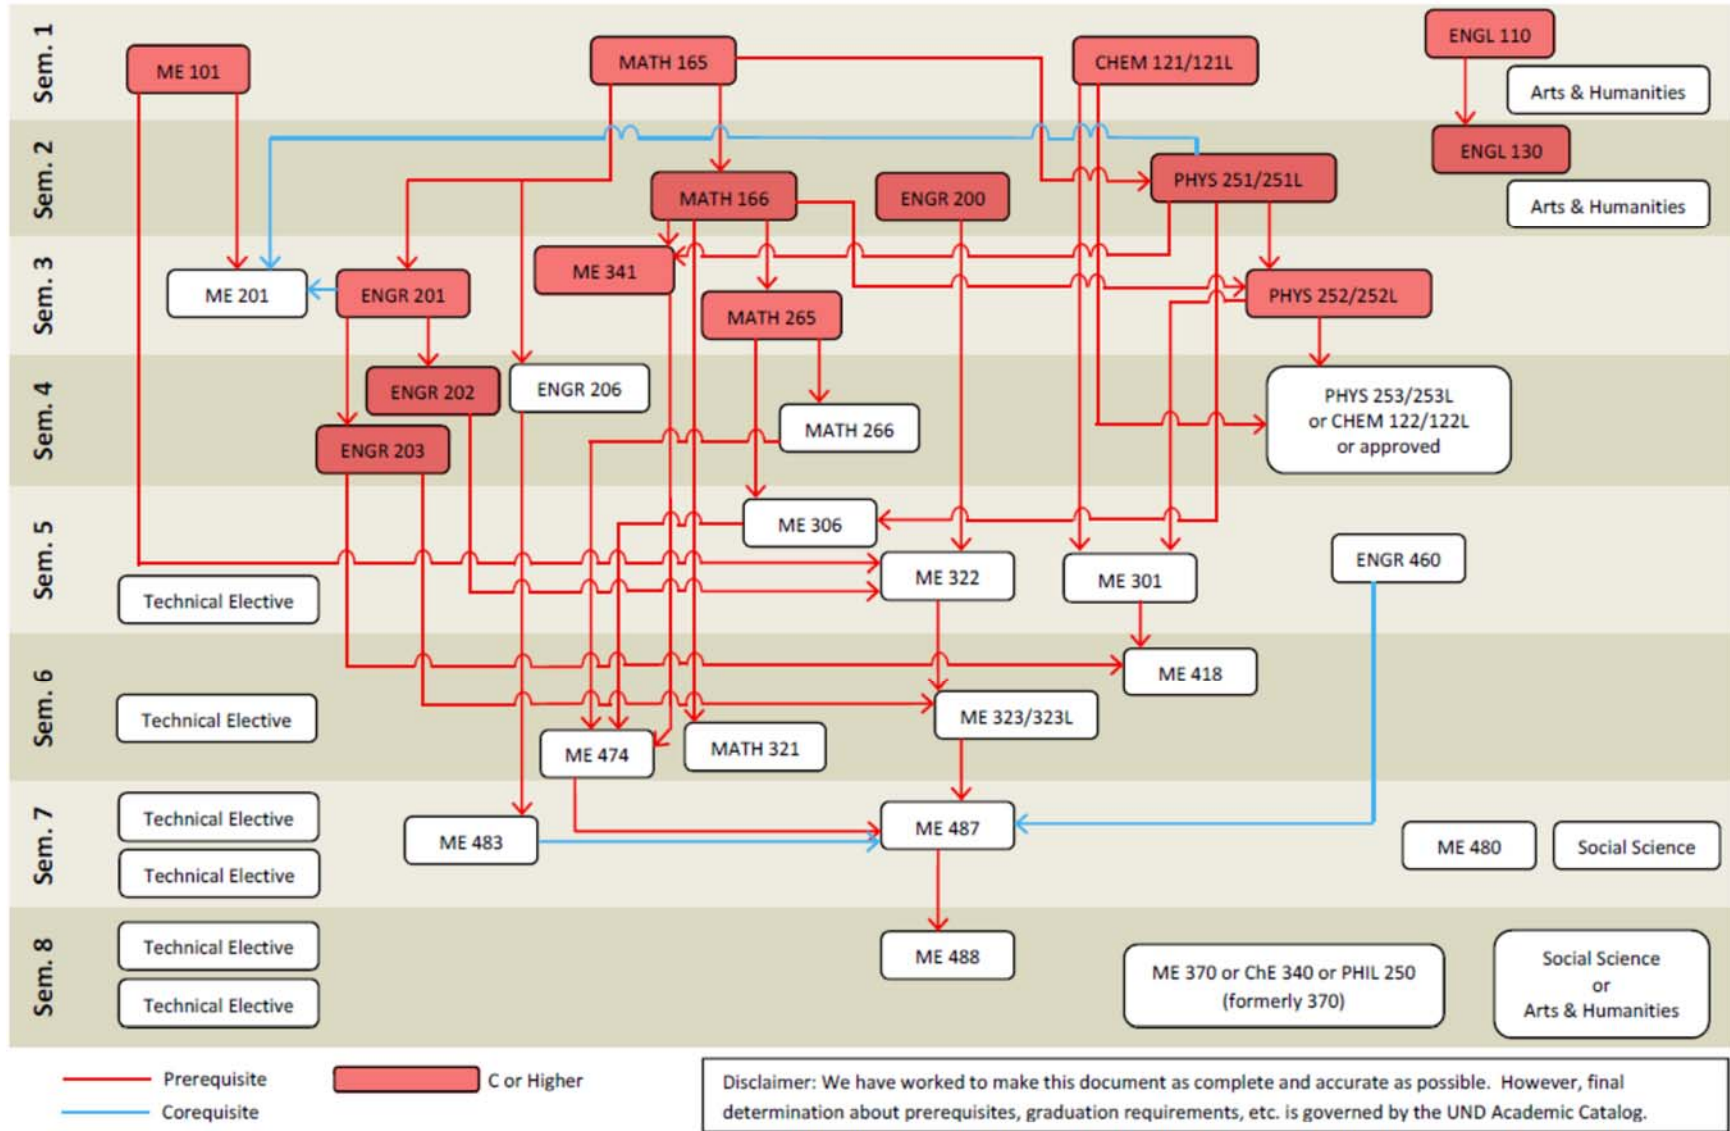 Sem. 1
ME 101
MATH 165
CHEM 121/121L
ENGL 110
Arts & Humanities
Sem. 2
MATH 166
ENGR 200
PHYS 251/251L
ENGL 130
Arts & Humanities
Sem. 3
ME 201
ENGR 201
ME 341
MATH 265
PHYS 252/252L
Sem. 4
ENGR 202
ENGR 206
ENGR 203
MATH 266
PHYS 253/253L
or CHEM 122/122L
or approved
Sem. 5
Technical Elective
ME 306
ME 322
ME 301
ENGR 460
Sem. 6
Technical Elective
ME 474
MATH 321
ME 323/323L
ME 418
Sem. 7
Technical Elective
Technical Elective
ME 483
ME 487
ME 480
Social Science
Sem. 8
Technical Elective
Technical Elective
ME 488
ME 370 or ChE 340 or PHIL 250
(formerly 370)
Social Science
or
Arts & Humanities
Prerequisite
Corequisite
C or Higher
Disclaimer: We have worked to make this document as complete and accurate as possible. However, final
determination about prerequisites, graduation requirements, etc. is governed by the UND Academic Catalog.